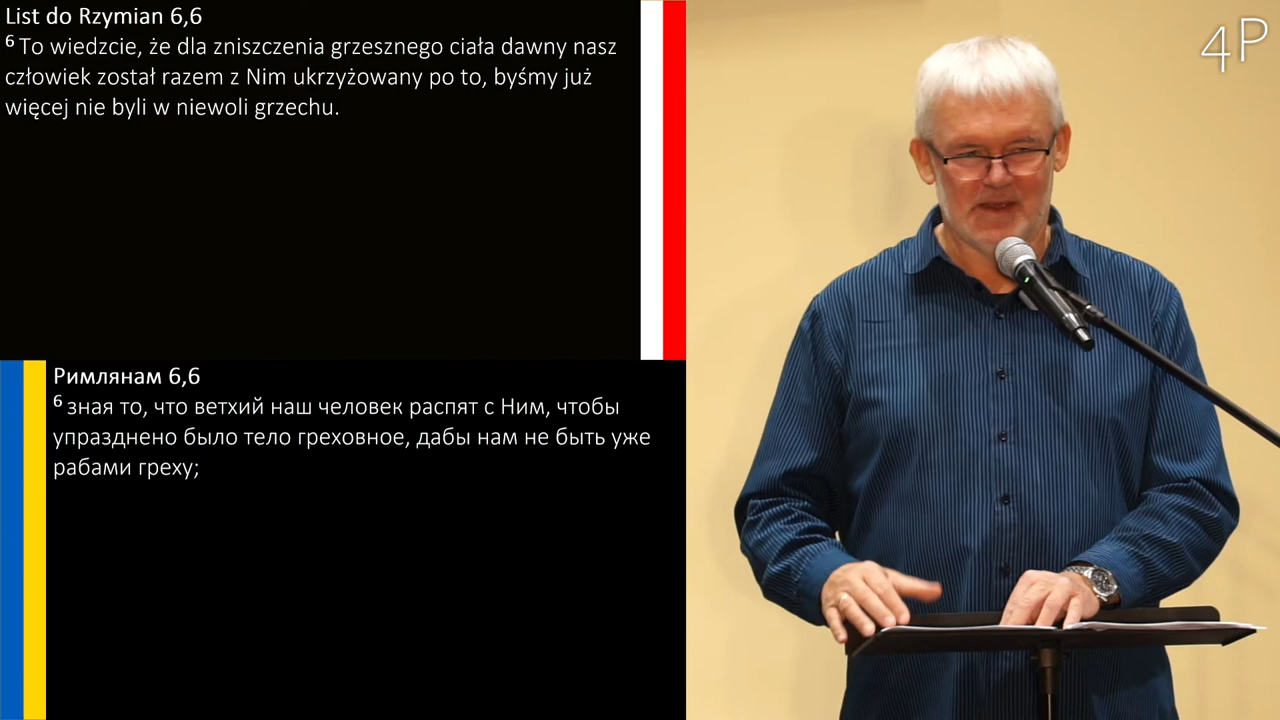 List do Rzymian 6,6
6 To wiedzcie, że dla zniszczenia grzesznego ciała dawny nasz
człowiek został razem z Nim ukrzyżowany po to, byśmy już
więcej nie byli w niewoli grzechu.
Римлянам 6,6
6 зная то, что ветхий наш человек распят с Ним, чтобы
упразднено было тело греховное, дабы нам не быть уже
рабами греху;
4P